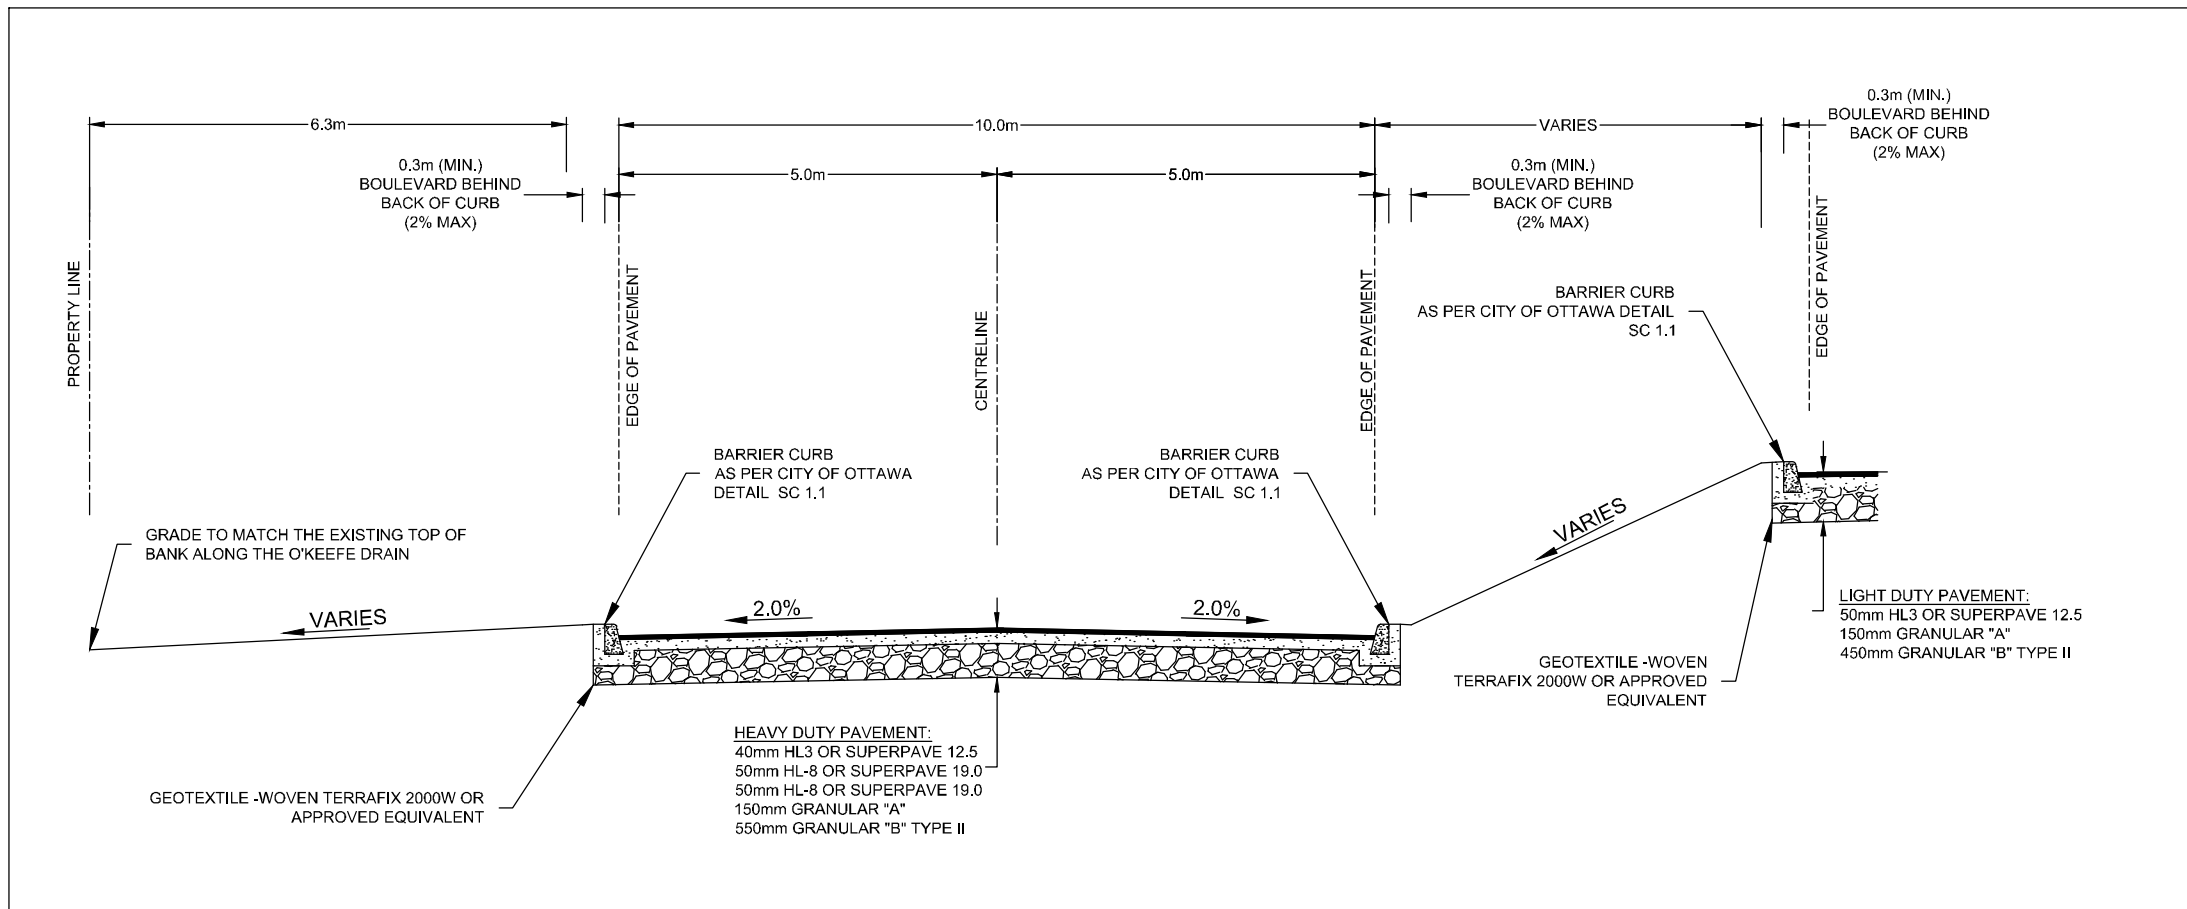 6.3m
10.0m
VARIES
0.3m (MIN.)
BOULEVARD BEHIND
BACK OF CURB
(2% MAX)
0.3m (MIN.)
BOULEVARD BEHIND
BACK OF CURB
(2% MAX)
5.0m
5.0m
0.3m (MIN.)
BOULEVARD BEHIND
BACK OF CURB
(2% MAX)
PROPERTY LINE
EDGE OF PAVEMENT
CENTRELINE
EDGE OF PAVEMENT
EDGE OF PAVEMENT
BARRIER CURB
AS PER CITY OF OTTAWA DETAIL
SC 1.1
BARRIER CURB
AS PER CITY OF OTTAWA
DETAIL SC 1.1
BARRIER CURB
AS PER CITY OF OTTAWA
DETAIL SC 1.1
GRADE TO MATCH THE EXISTING TOP OF
BANK ALONG THE O'KEEFE DRAIN
VARIES
2.0%
2.0%
VARIES
LIGHT DUTY PAVEMENT:
50mm HL3 OR SUPERPAVE 12.5
150mm GRANULAR "A"
450mm GRANULAR "B" TYPE II
GEOTEXTILE -WOVEN
TERRAFIX 2000W OR APPROVED
EQUIVALENT
HEAVY DUTY PAVEMENT:
40mm HL3 OR SUPERPAVE 12.5
50mm HL-8 OR SUPERPAVE 19.0
50mm HL-8 OR SUPERPAVE 19.0
150mm GRANULAR "A"
550mm GRANULAR "B" TYPE II
GEOTEXTILE -WOVEN TERRAFIX 2000W OR
APPROVED EQUIVALENT